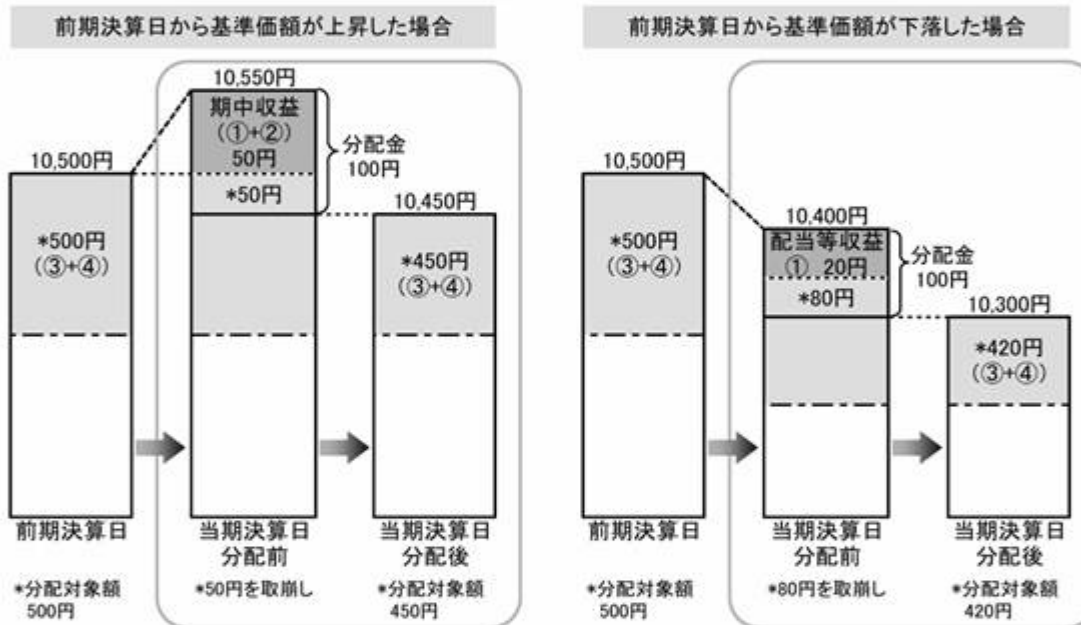 前期決算日から基準価額が上昇した場合
10,550円
期中収益
(①+②)
50円
*50円
分配金
100円
10,500円
*500円
(③+④)
10,450円
*450円
(③+④)
前期決算日
当期決算日
分配前
当期決算日
分配後
*分配対象額
500円
*50円を取崩し
*分配対象額
450円
前期決算日から基準価額が下落した場合
10,500円
*500円
(③+④)
10,400円
配当等収益
① 20円
*80円
分配金
100円
10,300円
*420円
(③+④)
前期決算日
当期決算日
分配前
当期決算日
分配後
*分配対象額
500円
*80円を取崩し
*分配対象額
420円